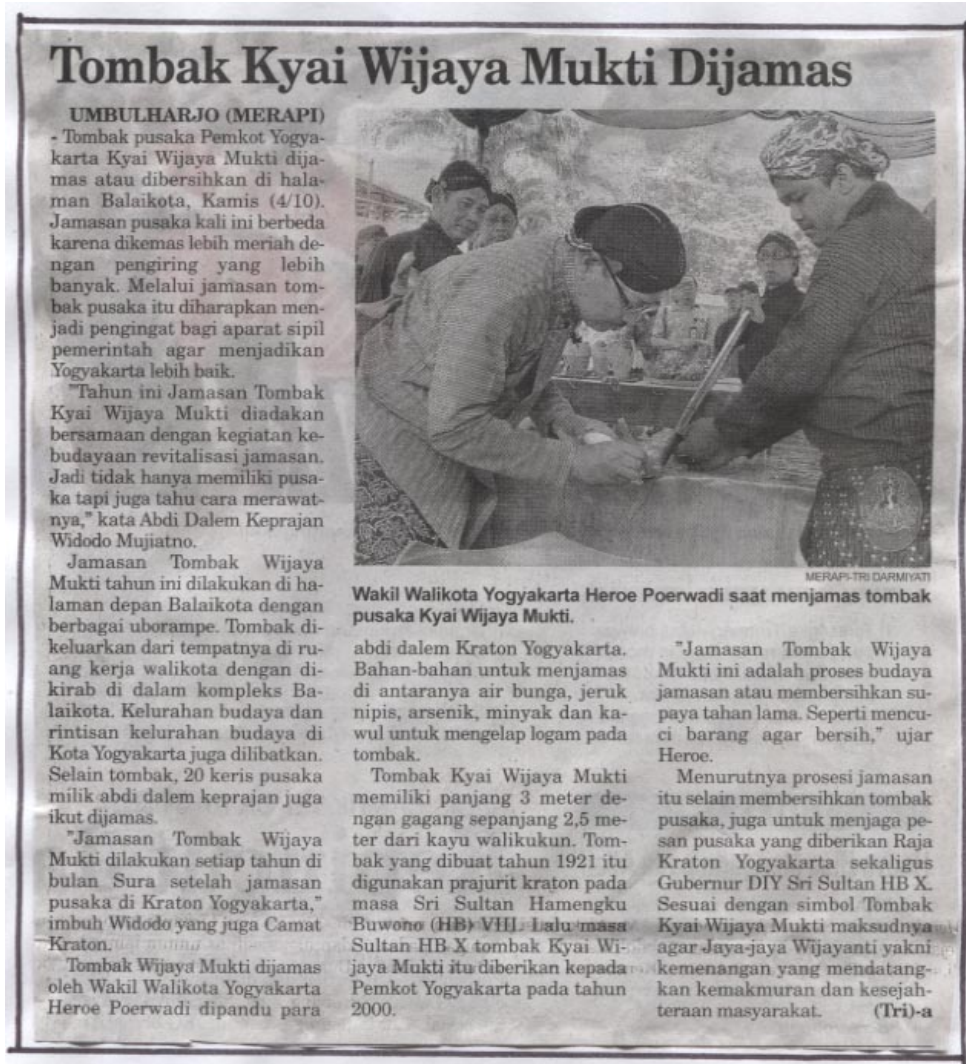 Tombak Kyai Wijaya Mukti Dijamas
UMBULHARJO (MERAPI)
- Tombak pusaka Pemkot Yogya-
karta Kyai Wijaya Mukti dija-
mas atau dibersihkan di hala-
man Balaikota, Kamis (4/10).
Jamasan pusaka kali ini berbeda
karena dikemas lebih meriah de-
ngan pengiring yang lebih
banyak. Melalui jamasan tom-
bak pusaka itu diharapkan men-
jadi pengingat bagi aparat sipil
pemerintah agar menjadikan
Yogyakarta lebih baik.
"Tahun ini Jamasan Tombak
Kyai Wijaya Mukti diadakan
bersamaan dengan kegiatan ke-
budayaan revitalisasi jamasan.
Jadi tidak hanya memiliki pusa-
ka tapi juga tahu cara merawat-
nya," kata Abdi Dalem Keprajan
Widodo Mujiatno.
Jamasan Tombak Wijaya
Mukti tahun ini dilakukan di ha-
laman depan Balaikota dengan
berbagai uborampe. Tombak di-
keluarkan dari tempatnya di ru-
ang kerja walikota dengan di-
kirab di dalam kompleks Ba-
laikota. Kelurahan budaya dan
rintisan kelurahan budaya di
Kota Yogyakarta juga dilibatkan.
Selain tombak, 20 keris pusaka
milik abdi dalem keprajan juga
ikut dijamas.
"Jamasan Tombak Wijaya
Mukti dilakukan setiap tahun di
bulan Sura setelah jamasan
pusaka di Kraton Yogyakarta,"
imbuh Widodo yang juga Camat
Kraton.
Tombak Wijaya Mukti dijamas
oleh Wakil Walikota Yogyakarta
Heroe Poerwadi dipandu para
MERAPI-TRI DARMIYATI
Wakil Walikota Yogyakarta Heroe Poerwadi saat menjamas tombak
pusaka Kyai Wijaya Mukti.
abdi dalem Kraton Yogyakarta.
Bahan-bahan untuk menjamas
di antaranya air bunga, jeruk
nipis, arsenik, minyak dan ka-
wul untuk mengelap logam pada
tombak.
Tombak Kyai Wijaya Mukti
memiliki panjang 3 meter de-
ngan gagang sepanjang 2,5 me-
ter dari kayu walikukun. Tom-
bak yang dibuat tahun 1921 itu
digunakan prajurit kraton pada
masa Sri Sultan Hamengku
Buwono (HB) VIII. Lalu masa
Sultan HB X tombak Kyai Wi-
jaya Mukti itu diberikan kepada
Pemkot Yogyakarta pada tahun
2000.
"Jamasan Tombak Wijaya
Mukti ini adalah proses budaya
jamasan atau membersihkan su-
paya tahan lama. Seperti mencu-
ci barang agar bersih," ujar
Heroe.
Menurutnya prosesi jamasan
itu selain membersihkan tombak
pusaka, juga untuk menjaga pe-
san pusaka yang diberikan Raja
Kraton Yogyakarta sekaligus
Gubernur DIY Sri Sultan HB X.
Sesuai dengan simbol Tombak
Kyai Wijaya Mukti maksudnya
agar Jaya-jaya Wijayanti yakni
kemenangan yang mendatang-
kan kemakmuran dan kesejah-
teraan masyarakat. (Tri)-a